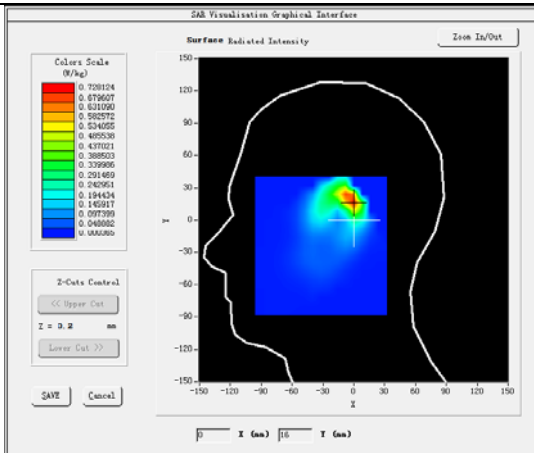 SAR Visualisation Graphical Interface
Surface Radiated Intensity
Zoom In/Out
Colors Scale
(W/kg)
0.728124
0.679607
0.631090
0.582572
0.534055
0.485538
0.437021
0.388503
0.339986
0.291469
0.242951
0.194434
0.145917
0.097399
0.048882
0.000365
Z-Cuts Control
<< Upper Cut
Z = 0.2 mm
Lower Cut >>
SAVE Cancel
150
120
90
60
30
0
-30
-60
-90
-120
-150
Y
-150 -120 -90 -60 -30 0 30 60 90 120 150
X
0 X (mm) 16 Y (mm)